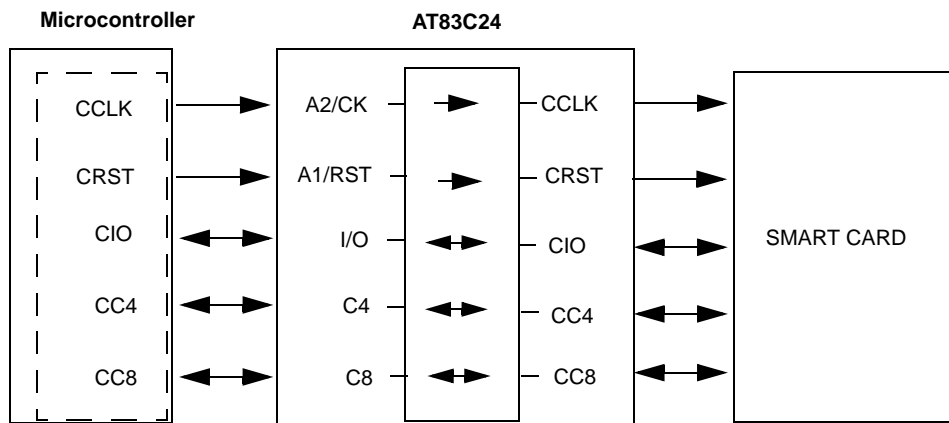 Microcontroller AT83C24
CCLK A2/CK CCLK
CRST A1/RST CRST
CIO I/O CIO SMART CARD
CC4 C4 CC4
CC8 C8 CC8